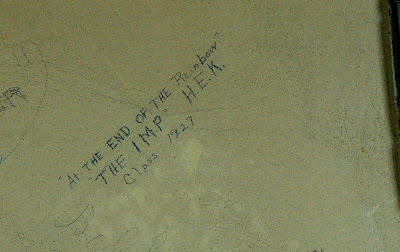 "At THE END OF THE Rainbow"
"THE IMP" H.E.K.
Class 1927